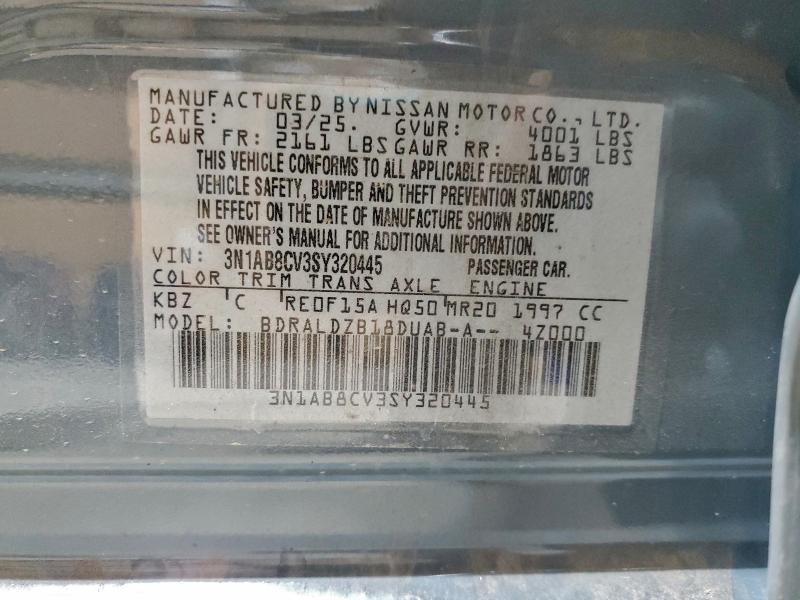 MANUFACTURED BY NISSAN MOTOR CO., LTD.
DATE: 03/25. GVWR: 4001 LBS
GAWR FR: 2161 LBS GAWR RR: 1863 LBS
THIS VEHICLE CONFORMS TO ALL APPLICABLE FEDERAL MOTOR
VEHICLE SAFETY, BUMPER AND THEFT PREVENTION STANDARDS
IN EFFECT ON THE DATE OF MANUFACTURE SHOWN ABOVE.
SEE OWNER'S MANUAL FOR ADDITIONAL INFORMATION.
VIN: 3N1AB8CV3SY320445 PASSENGER CAR.
COLOR TRIM TRANS AXLE ENGINE
KBZ C RE0F15A HQ50 MR20 1997 CC
MODEL: BDRALDZB18DUAB-A-- 4Z000
3N1AB8CV3SY320445